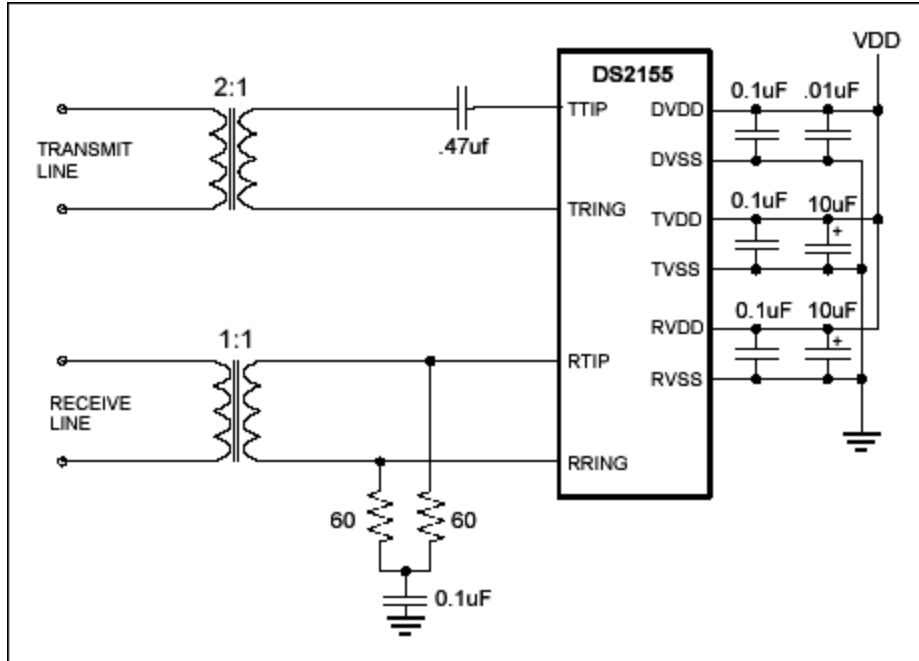 VDD
DS2155
2:1
0.1uF .01uF
TTIP DVDD
.47uf
TRANSMIT
LINE
DVSS
0.1uF 10uF
+
TRING TVDD
TVSS
0.1uF 10uF
+
1:1
RVDD
RTIP
RVSS
RECEIVE
LINE
RRING
60 60
0.1uF